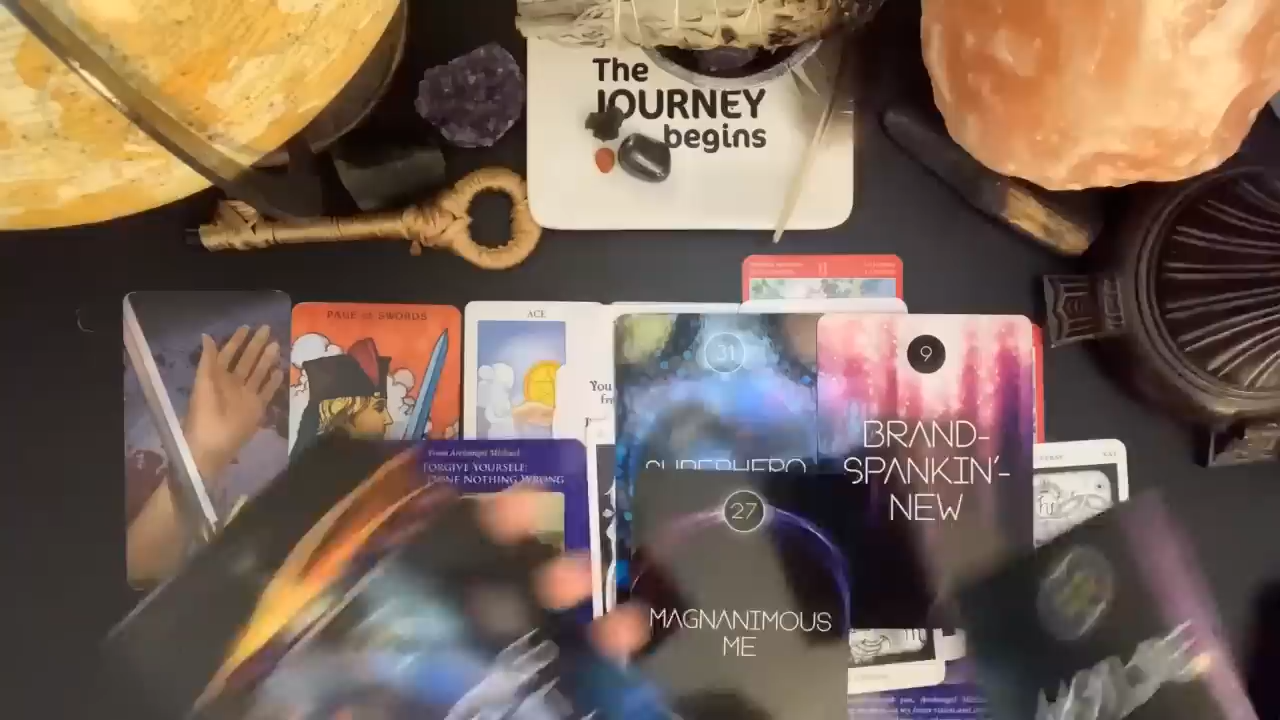 The
JOURNEY
begins
PAGE OF SWORDS
ACE
You
31
SUPERHERO
9
BRAND-
SPANKIN'-
NEW
From Archangel Michael
FORGIVE YOURSELF:
DONE NOTHING WRONG
27
MAGNANIMOUS
ME